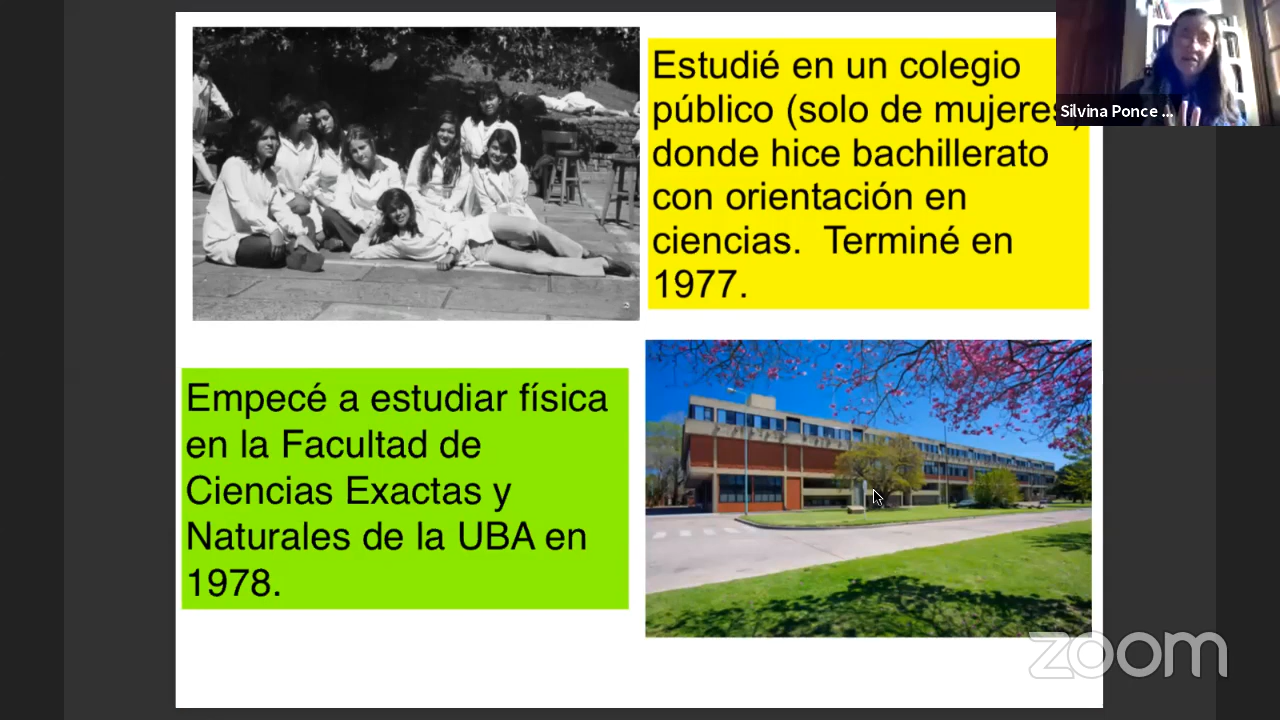 Estudié en un colegio
público (solo de mujeres)
donde hice bachillerato
con orientación en
ciencias. Terminé en
1977.
Silvina Ponce ...
Empecé a estudiar física
en la Facultad de
Ciencias Exactas y
Naturales de la UBA en
1978.
zoom